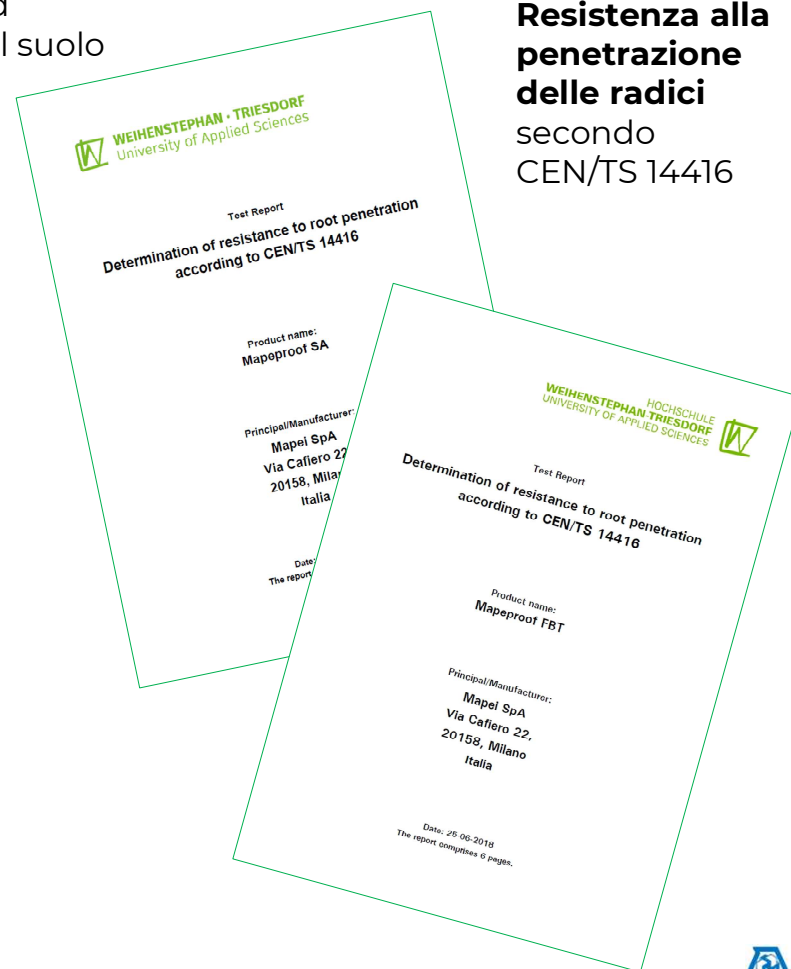 l suolo
Resistenza alla
penetrazione
delle radici
secondo
CEN/TS 14416
WEIHENSTEPHAN · TRIESDORF
University of Applied Sciences
Test Report
Determination of resistance to root penetration
according to CEN/TS 14416
Product name:
Mapeproof SA
Principal/Manufacturer:
Mapei SpA
Via Cafiero 22
20158,
Italia
Date:
The report
HOCHSCHULE
WEIHENSTEPHAN-TRIESDORF
UNIVERSITY OF APPLIED SCIENCES
Test Report
Determination of resistance to root penetration
according to CEN/TS 14416
Product name:
Mapeproof FBT
Principal/Manufacturer:
Mapei SpA
Via Cafiero 22,
20158, Milano
Italia
Date: 25-06-2018
The report comprises 6 pages.